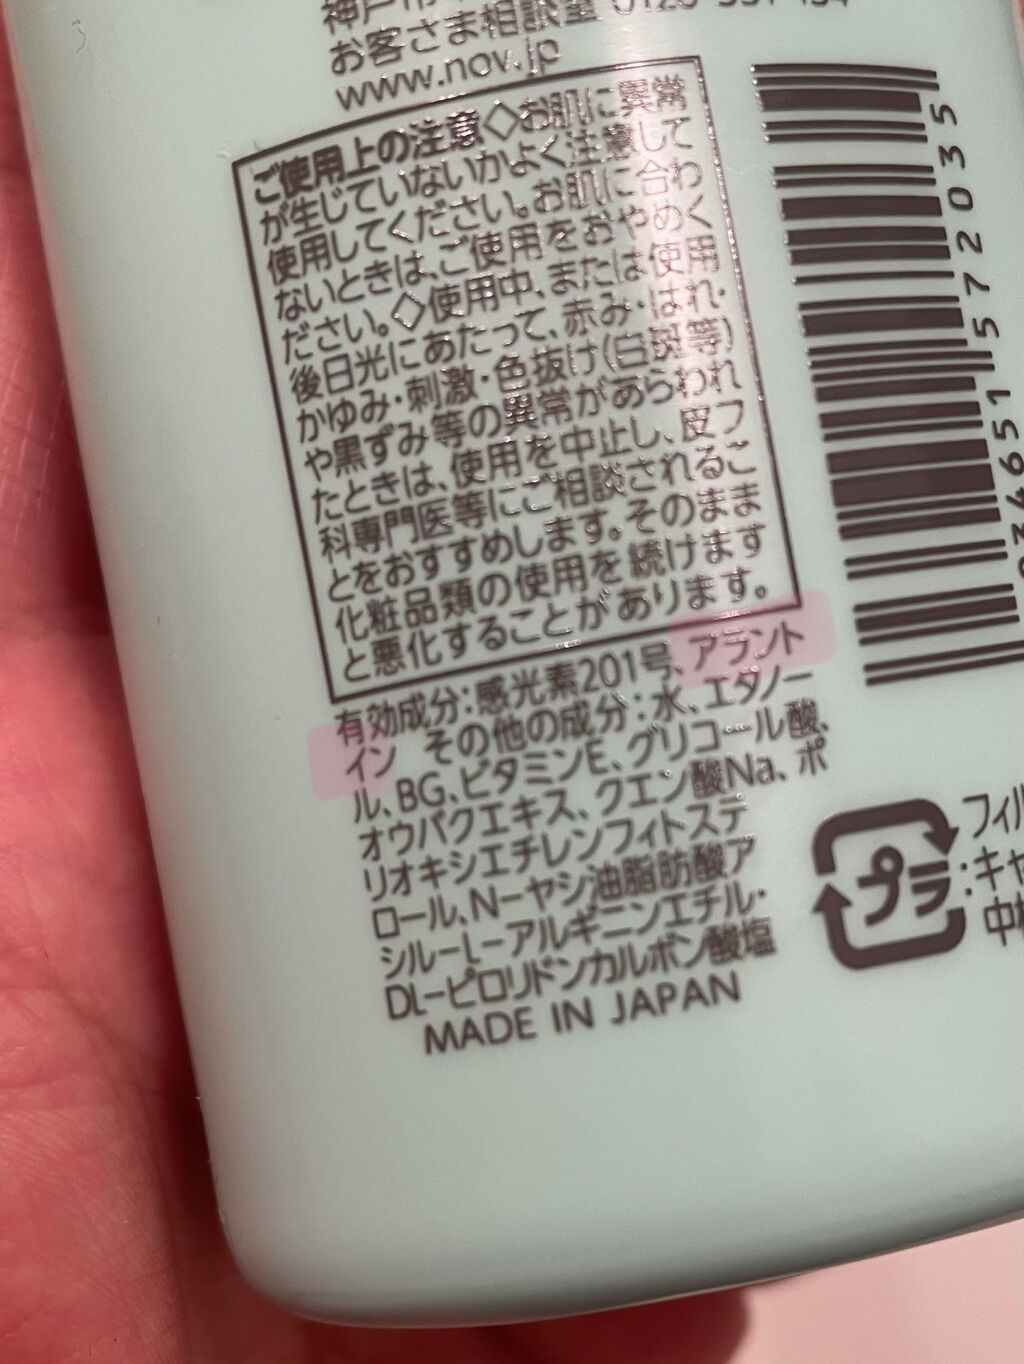 神戸市
お客さま相談室 0120-
www.nov.jp
ご使用上の注意◇お肌に異常
が生じていないかよく注意して
使用してください。お肌に合わ
ないときは、ご使用をおやめく
ださい。◇使用中、または使用
後日光にあたって、赤み・はれ・
かゆみ・刺激・色抜け(白斑等)
や黒ずみ等の異常があらわれ
たときは、使用を中止し、皮フ
科専門医等にご相談されるこ
とをおすすめします。そのまま
化粧品類の使用を続けます
と悪化することがあります。
有効成分:感光素201号、アラント
イン その他の成分:水、エタノー
ル、BG、ビタミンE、グリコール酸、
オウバクエキス、クエン酸Na、ポ
リオキシエチレンフィトステ
ロール、N-ヤシ油脂肪酸ア
シル-L-アルギニンエチル・
DL-ピロリドンカルボン酸塩
MADE IN JAPAN
プラ
:キャ
中栓